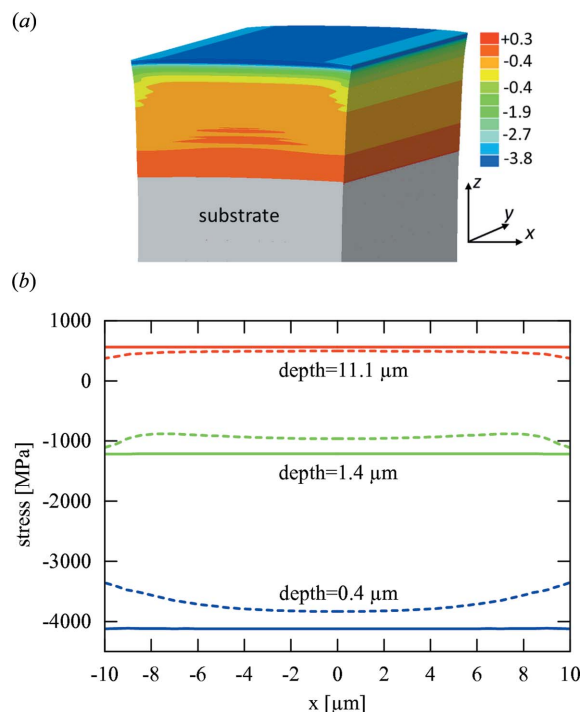 (a)
+0.3
-0.4
-0.4
-1.9
-2.7
-3.8
substrate
z
y
x
(b)
1000
0
-1000
-2000
-3000
-4000
stress [MPa]
depth=11.1 µm
depth=1.4 µm
depth=0.4 µm
-10 -8 -6 -4 -2 0 2 4 6 8 10
x [µm]